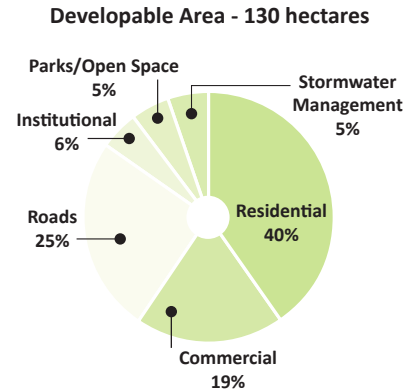 Developable Area - 130 hectares
Parks/Open Space
5%
Stormwater
Management
5%
Institutional
6%
Residential
40%
Roads
25%
Commercial
19%